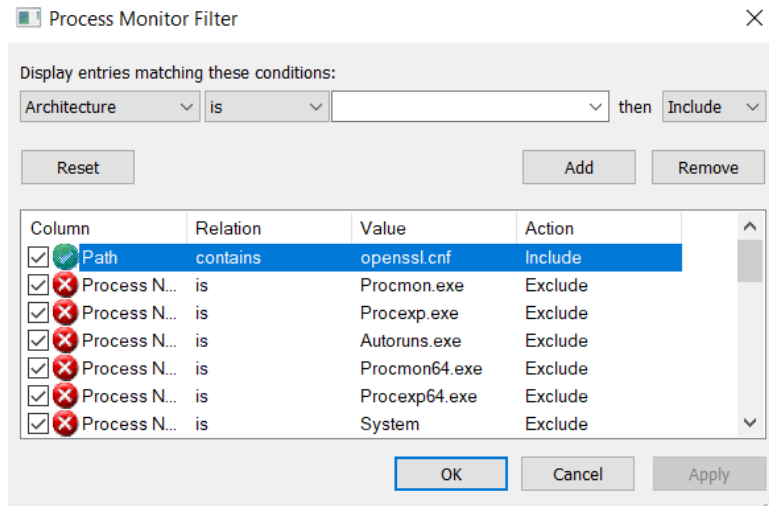 Process Monitor Filter
Display entries matching these conditions:
Architecture is then Include
Reset Add Remove
Column Relation Value Action
Path contains openssl.cnf Include
Process N... is Procmon.exe Exclude
Process N... is Procexp.exe Exclude
Process N... is Autoruns.exe Exclude
Process N... is Procmon64.exe Exclude
Process N... is Procexp64.exe Exclude
Process N... is System Exclude
OK Cancel Apply